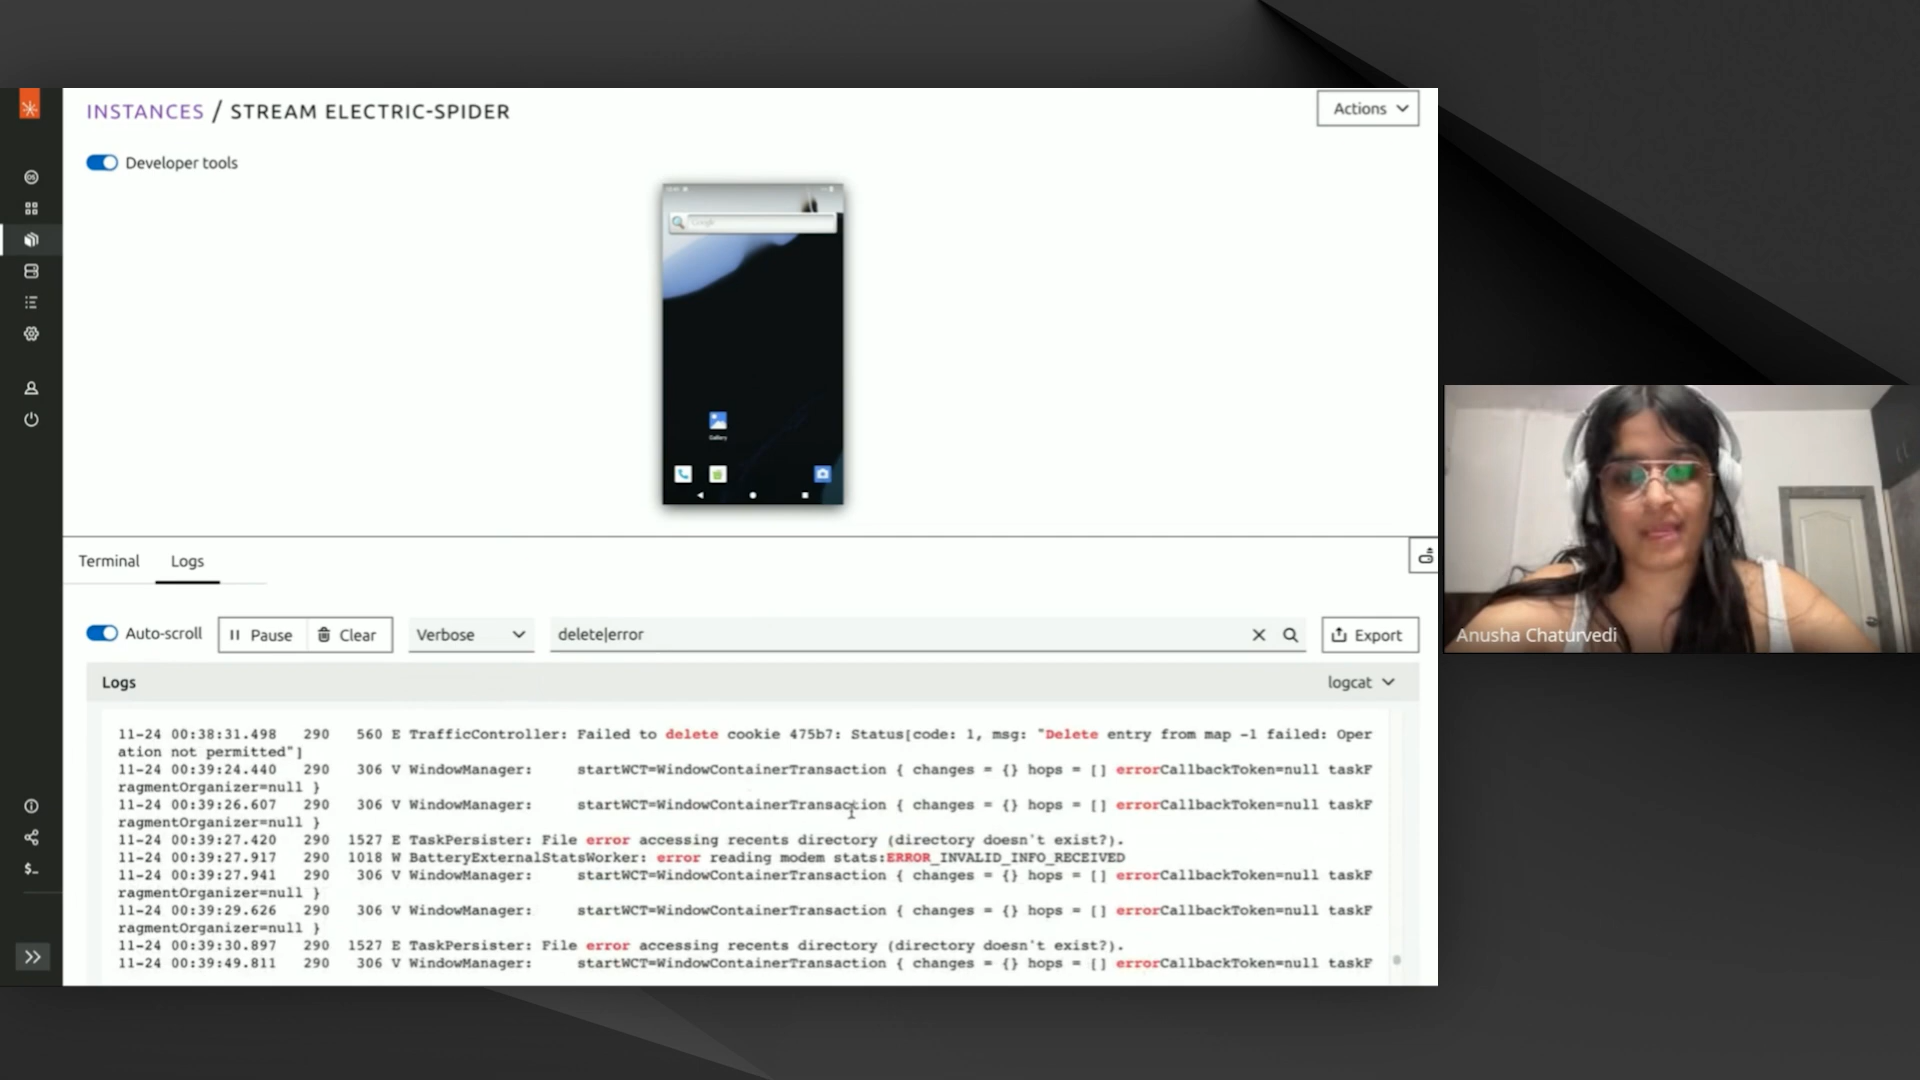 INSTANCES / STREAM ELECTRIC-SPIDER
Actions
Developer tools
Google
Gallery
Terminal
Logs
Auto-scroll
Pause
Clear
Verbose
delete|error
Export
Logs
logcat
11-24 00:38:31.498 290 560 E TrafficController: Failed to delete cookie 475b7: Status[code: 1, msg: "Delete entry from map -1 failed: Oper
ation not permitted"]
11-24 00:39:24.440 290 306 V WindowManager: startWCT=WindowContainerTransaction { changes = {} hops = [] errorCallbackToken=null taskF
ragmentOrganizer=null }
11-24 00:39:26.607 290 306 V WindowManager: startWCT=WindowContainerTransaction { changes = {} hops = [] errorCallbackToken=null taskF
ragmentOrganizer=null }
11-24 00:39:27.420 290 1527 E TaskPersister: File error accessing recents directory (directory doesn't exist?).
11-24 00:39:27.917 290 1018 W BatteryExternalStatsWorker: error reading modem stats:ERROR_INVALID_INFO_RECEIVED
11-24 00:39:27.941 290 306 V WindowManager: startWCT=WindowContainerTransaction { changes = {} hops = [] errorCallbackToken=null taskF
ragmentOrganizer=null }
11-24 00:39:29.626 290 306 V WindowManager: startWCT=WindowContainerTransaction { changes = {} hops = [] errorCallbackToken=null taskF
ragmentOrganizer=null }
11-24 00:39:30.897 290 1527 E TaskPersister: File error accessing recents directory (directory doesn't exist?).
11-24 00:39:49.811 290 306 V WindowManager: startWCT=WindowContainerTransaction { changes = {} hops = [] errorCallbackToken=null taskF
Anusha Chaturvedi